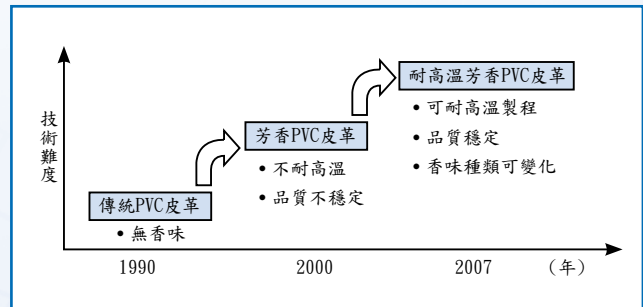 技術難度
耐高溫芳香PVC皮革
• 可耐高溫製程
• 品質穩定
• 香味種類可變化
芳香PVC皮革
• 不耐高溫
• 品質不穩定
傳統PVC皮革
• 無香味
1990 2000 2007 （年）